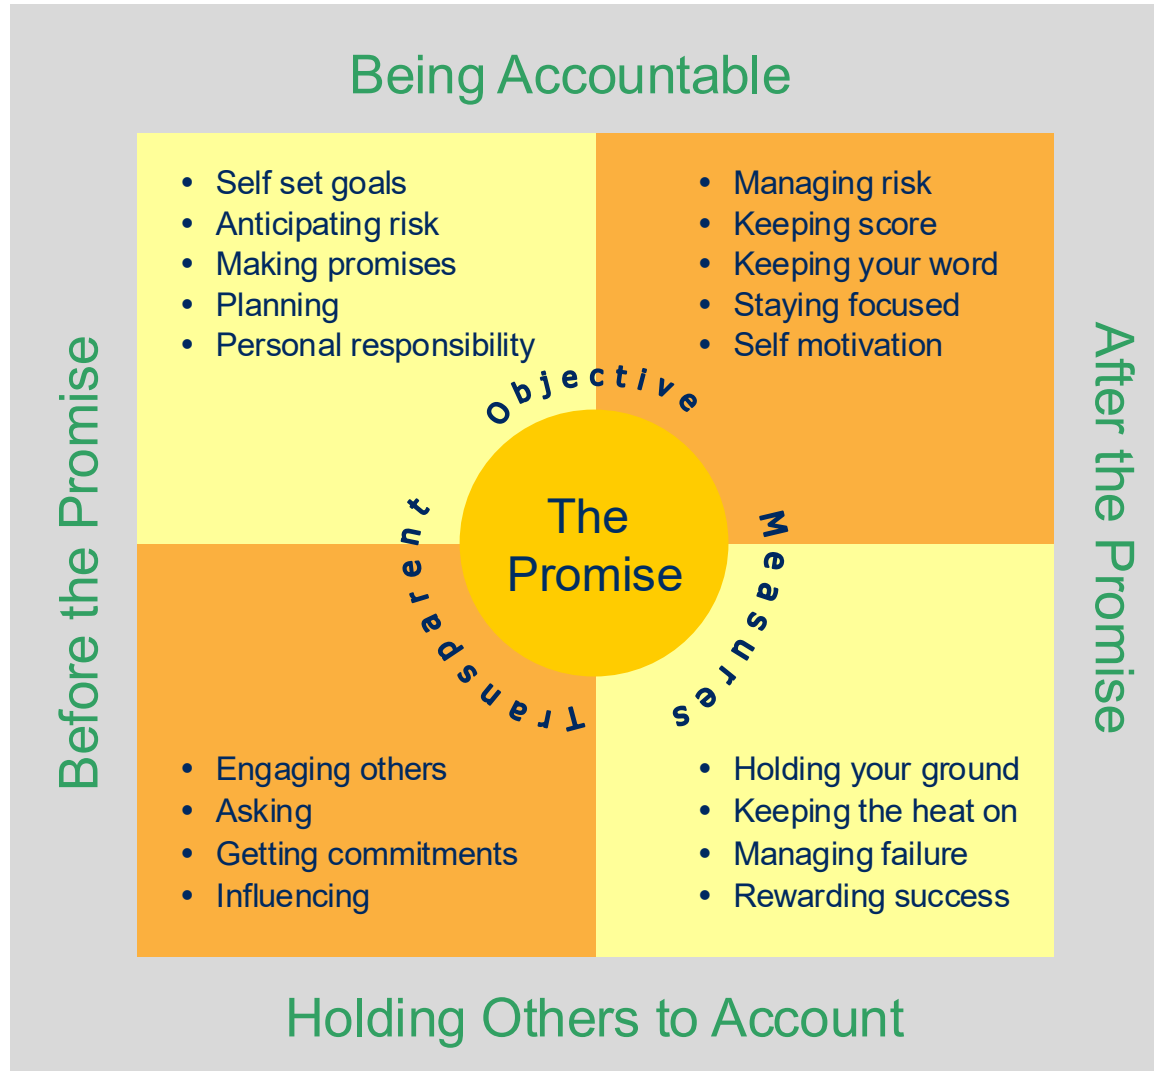 Being Accountable
• Self set goals
• Anticipating risk
• Making promises
• Planning
• Personal responsibility
• Managing risk
• Keeping score
• Keeping your word
• Staying focused
• Self motivation
Before the Promise
After the Promise
Transparent
Objective
Measures
The
Promise
• Engaging others
• Asking
• Getting commitments
• Influencing
• Holding your ground
• Keeping the heat on
• Managing failure
• Rewarding success
Holding Others to Account